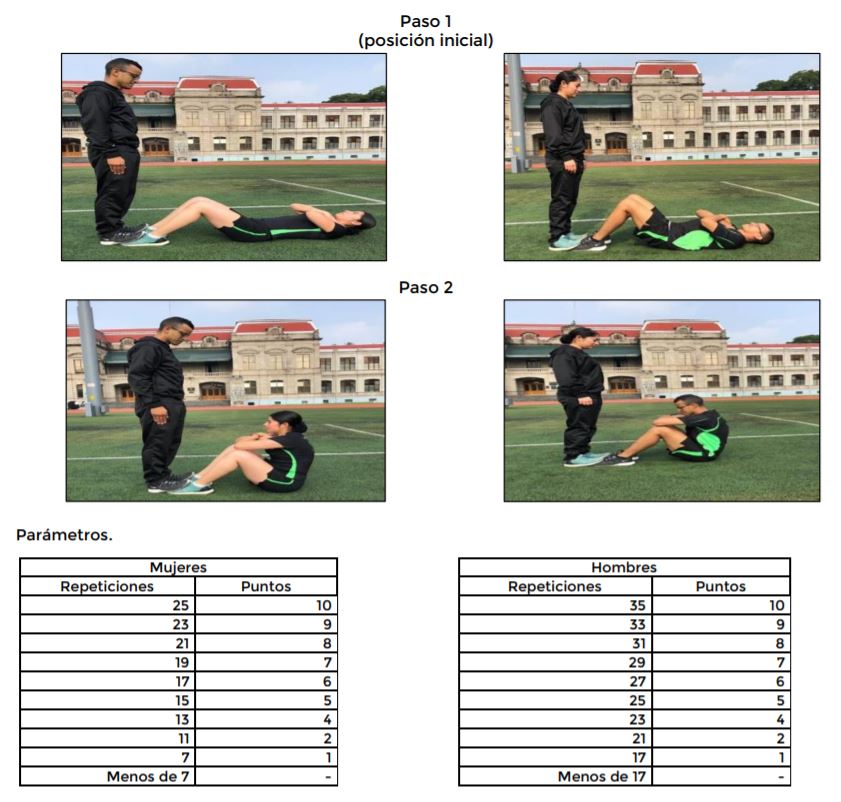 Paso 1
(posición inicial)
Paso 2
Parámetros.
Mujeres
Repeticiones Puntos
25 10
23 9
21 8
19 7
17 6
15 5
13 4
11 2
7 1
Menos de 7 -
Hombres
Repeticiones Puntos
35 10
33 9
31 8
29 7
27 6
25 5
23 4
21 2
17 1
Menos de 17 -